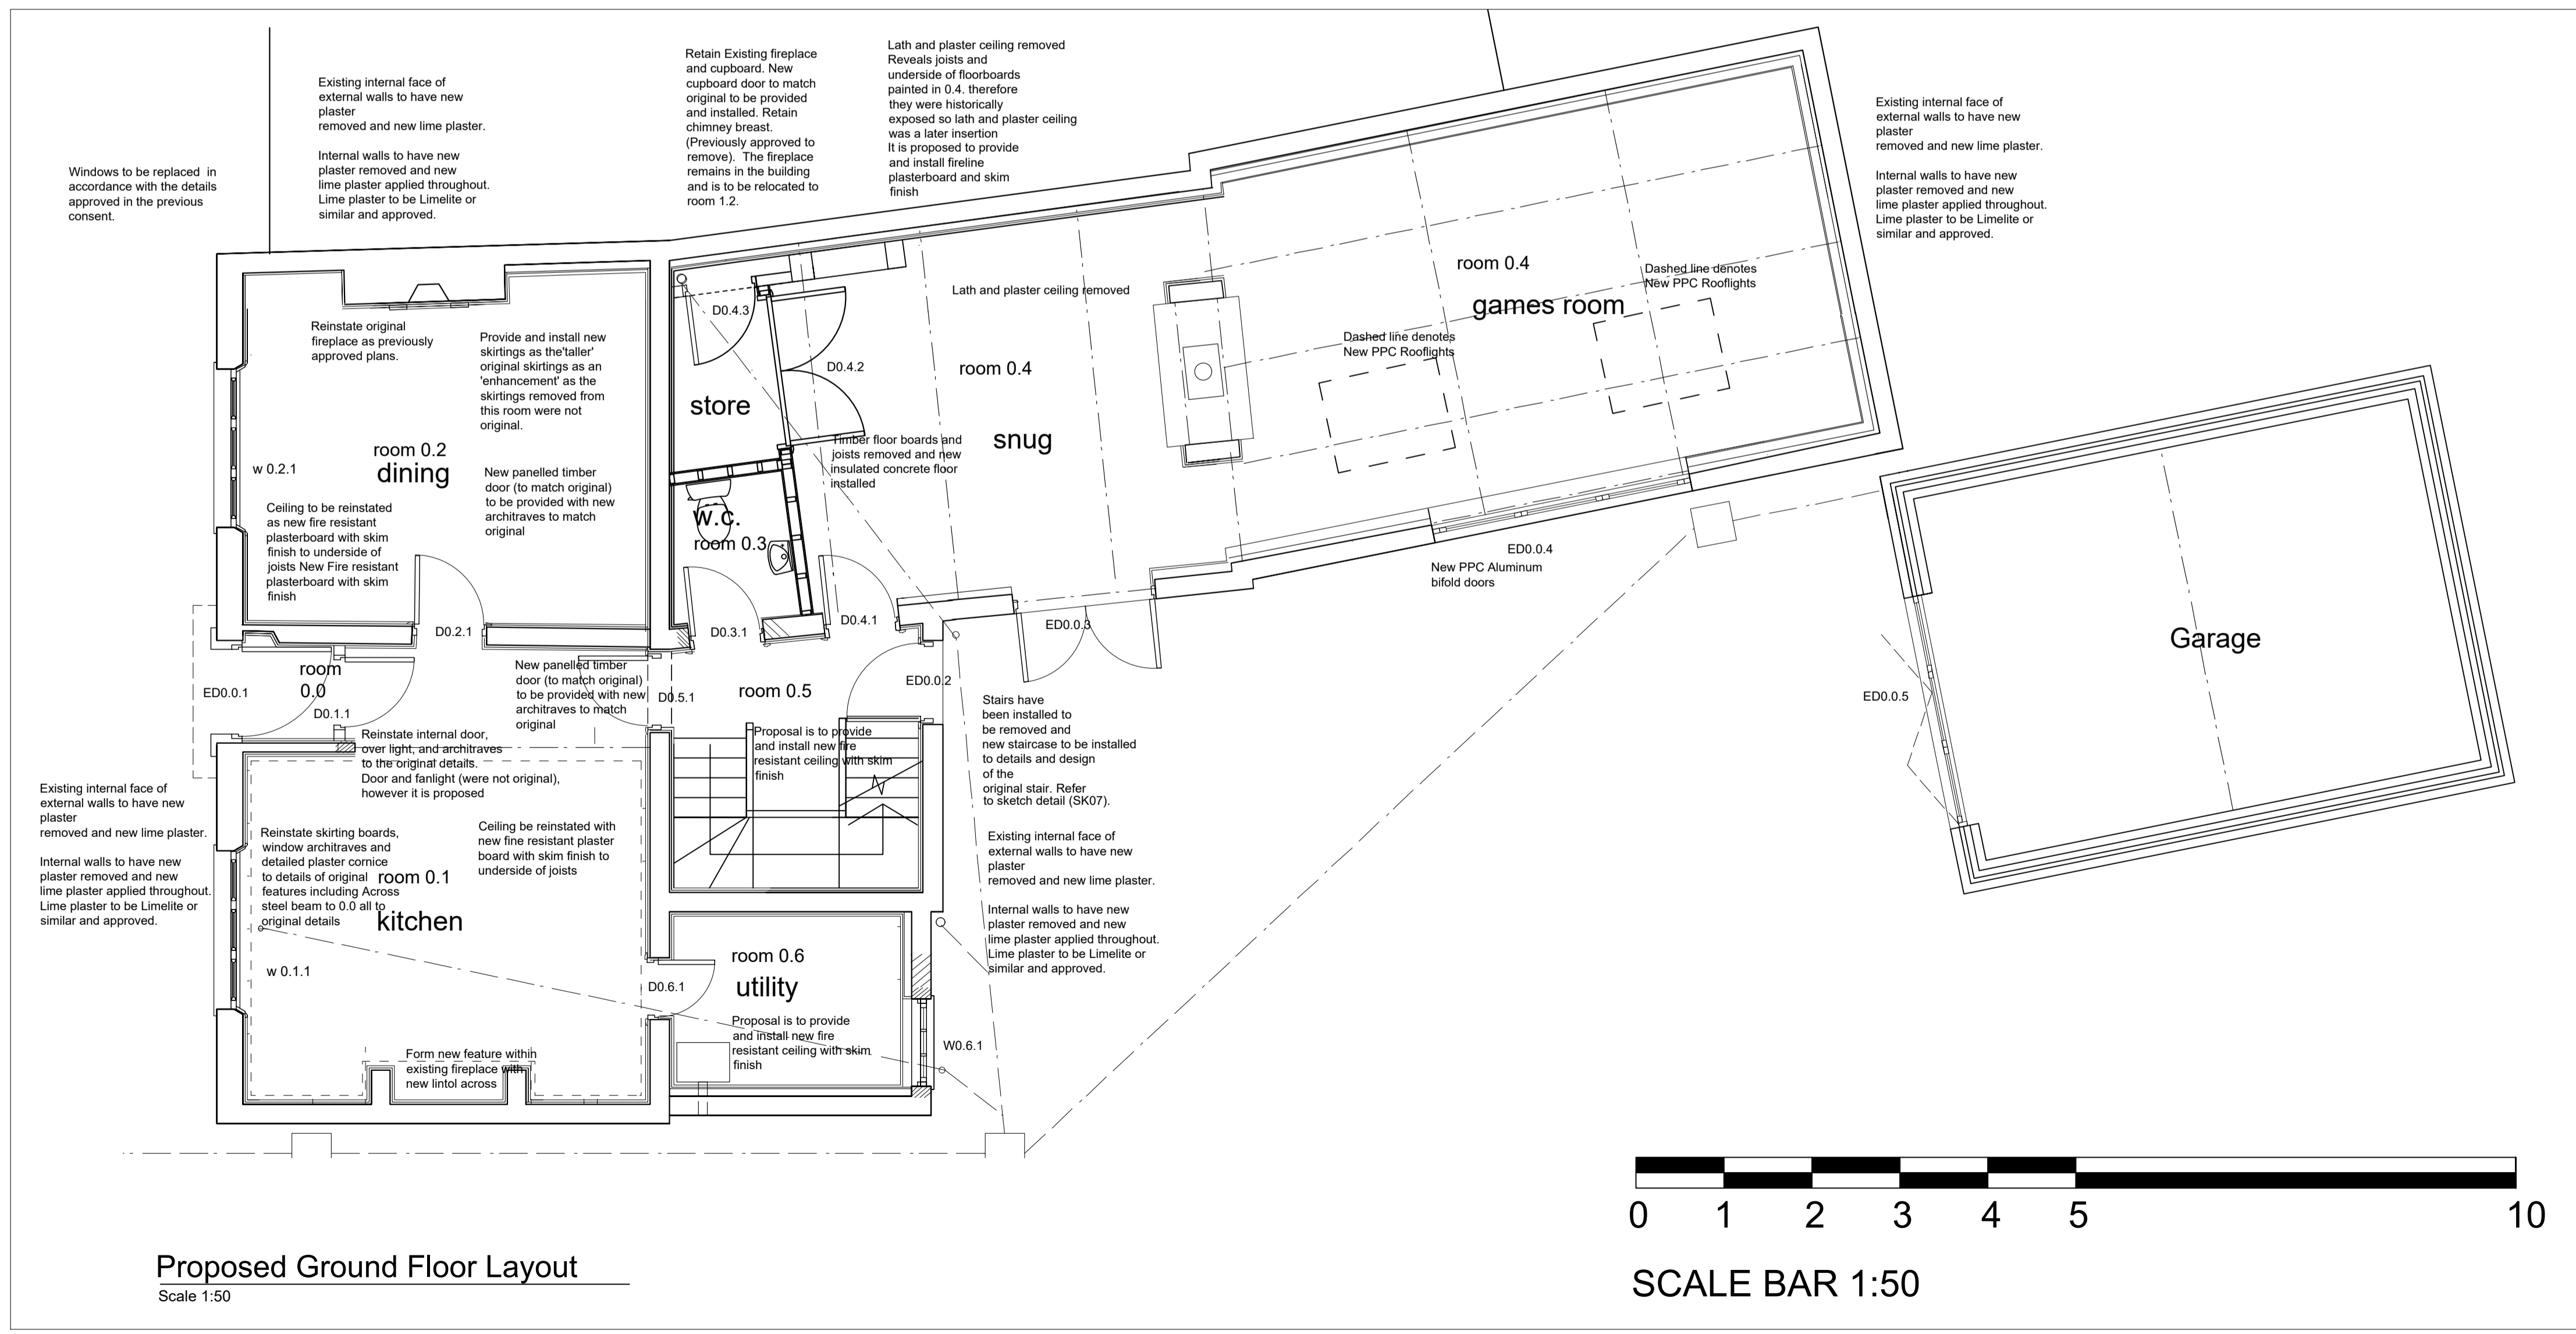 Windows to be replaced in
accordance with the details
approved in the previous
consent.
Existing internal face of
external walls to have new
plaster
removed and new lime plaster.
Internal walls to have new
plaster removed and new
lime plaster applied throughout.
Lime plaster to be Limelite or
similar and approved.
Retain Existing fireplace
and cupboard. New
cupboard door to match
original to be provided
and installed. Retain
chimney breast.
(Previously approved to
remove). The fireplace
remains in the building
and is to be relocated to
room 1.2.
Lath and plaster ceiling removed
Reveals joists and
underside of floorboards
painted in 0.4. therefore
they were historically
exposed so lath and plaster ceiling
was a later insertion
It is proposed to provide
and install fireline
plasterboard and skim
finish
Existing internal face of
external walls to have new
plaster
removed and new lime plaster.
Internal walls to have new
plaster removed and new
lime plaster applied throughout.
Lime plaster to be Limelite or
similar and approved.
Reinstate original
fireplace as previously
approved plans.
Provide and install new
skirtings as the'taller'
original skirtings as an
'enhancement' as the
skirtings removed from
this room were not
original.
room 0.2
dining
w 0.2.1
New panelled timber
door (to match original)
to be provided with new
architraves to match
original
Ceiling to be reinstated
as new fire resistant
plasterboard with skim
finish to underside of
joists New Fire resistant
plasterboard with skim
finish
D0.4.3
D0.4.2
store
w.c.
room 0.3
Lath and plaster ceiling removed
room 0.4
snug
Timber floor boards and
joists removed and new
insulated concrete floor
installed
room 0.4
games room
Dashed line denotes
New PPC Rooflights
Dashed line denotes
New PPC Rooflights
ED0.0.4
New PPC Aluminum
bifold doors
D0.2.1
D0.3.1
D0.4.1
ED0.0.3
Garage
ED0.0.5
ED0.0.1
room
0.0
D0.1.1
New panelled timber
door (to match original)
to be provided with new
architraves to match
original
D0.5.1
room 0.5
ED0.0.2
Reinstate internal door,
over light, and architraves
to the original details.
Door and fanlight (were not original),
however it is proposed
Proposal is to provide
and install new fire
resistant ceiling with skim
finish
Stairs have
been installed to
be removed and
new staircase to be installed
to details and design
of the
original stair. Refer
to sketch detail (SK07).
Existing internal face of
external walls to have new
plaster
removed and new lime plaster.
Internal walls to have new
plaster removed and new
lime plaster applied throughout.
Lime plaster to be Limelite or
similar and approved.
Existing internal face of
external walls to have new
plaster
removed and new lime plaster.
Internal walls to have new
plaster removed and new
lime plaster applied throughout.
Lime plaster to be Limelite or
similar and approved.
Reinstate skirting boards,
window architraves and
detailed plaster cornice
to details of original
features including Across
steel beam to 0.0 all to
original details
Ceiling be reinstated with
new fine resistant plaster
board with skim finish to
underside of joists
room 0.1
kitchen
w 0.1.1
Form new feature within
existing fireplace with
new lintol across
D0.6.1
room 0.6
utility
Proposal is to provide
and install new fire
resistant ceiling with skim
finish
W0.6.1
0 1 2 3 4 5 10
SCALE BAR 1:50
Proposed Ground Floor Layout
Scale 1:50